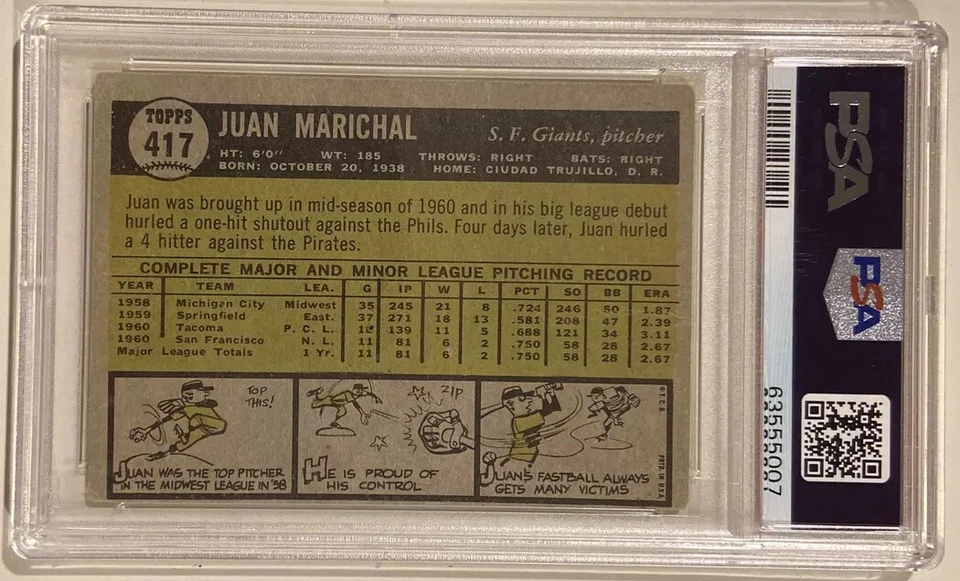 TOPPS
417
JUAN MARICHAL
S. F. Giants, pitcher
HT: 6'0" WT: 185 THROWS: RIGHT BATS: RIGHT
BORN: OCTOBER 20, 1938 HOME: CIUDAD TRUJILLO, D. R.
Juan was brought up in mid-season of 1960 and in his big league debut
hurled a one-hit shutout against the Phils. Four days later, Juan hurled
a 4 hitter against the Pirates.
COMPLETE MAJOR AND MINOR LEAGUE PITCHING RECORD
YEAR TEAM LEA. G IP W L PCT SO BB ERA
1958 Michigan City Midwest 35 245 21 8 .724 246 50 1.87
1959 Springfield East. 37 271 18 13 .581 208 47 2.39
1960 Tacoma P. C. L. 139 11 5 .688 121 34 3.11
1960 San Francisco N. L. 11 81 6 2 .750 58 28 2.67
Major League Totals 1 Yr. 11 81 6 2 .750 58 28 2.67
TOP
THIS!
JUAN WAS THE TOP PITCHER
IN THE MIDWEST LEAGUE IN '58
ZIP
HE IS PROUD OF
HIS CONTROL
JUAN'S FASTBALL ALWAYS
GETS MANY VICTIMS
© T.C.G.
PRTD. IN U.S.A.
PSA
PSA
63555007